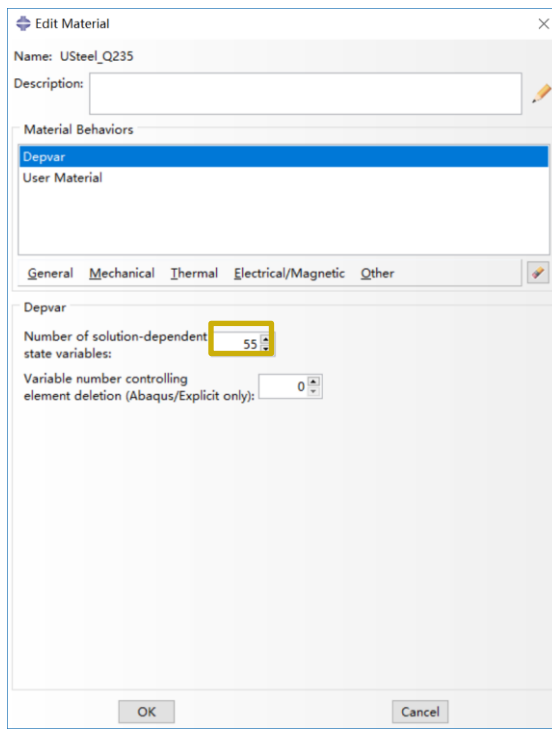 Edit Material
Name: USteel_Q235
Description:
Material Behaviors
Depvar
User Material
General Mechanical Thermal Electrical/Magnetic Other
Depvar
Number of solution-dependent
state variables:
55
Variable number controlling
element deletion (Abaqus/Explicit only):
0
OK Cancel